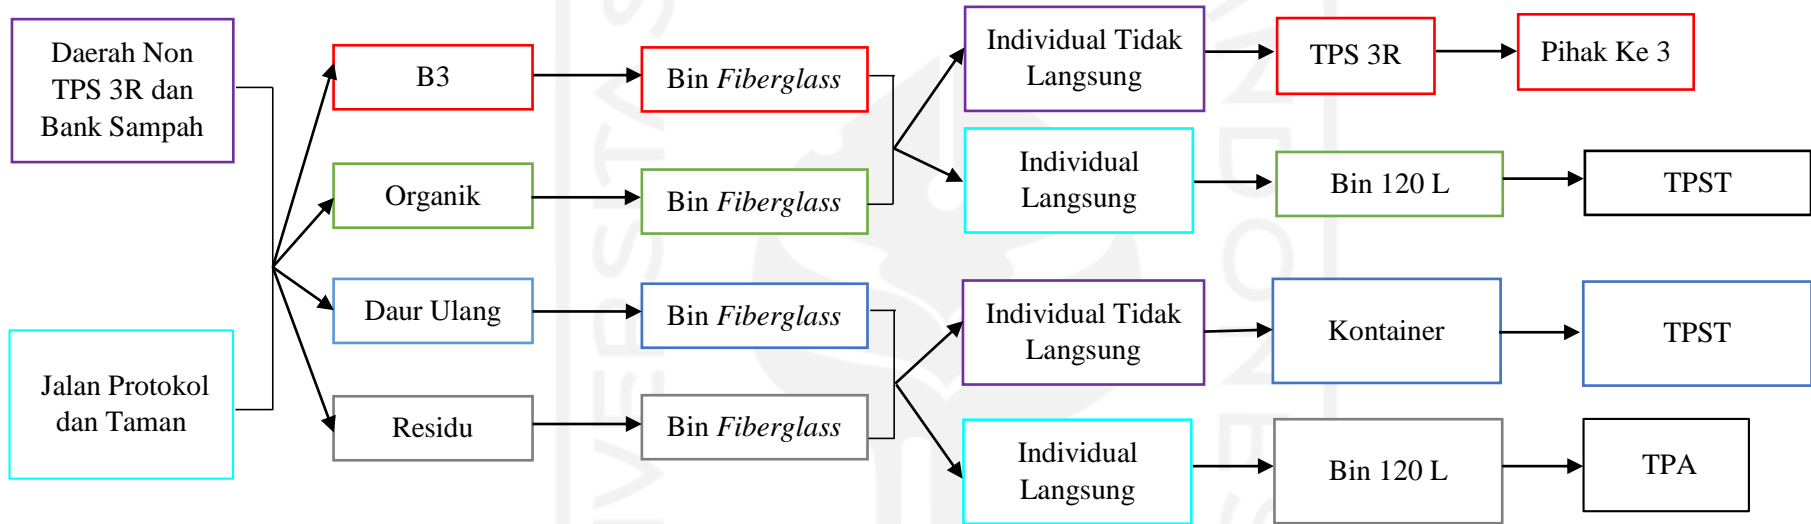 Daerah Non
TPS 3R dan
Bank Sampah
Jalan Protokol
dan Taman
B3
Organik
Daur Ulang
Residu
Bin Fiberglass
Bin Fiberglass
Bin Fiberglass
Bin Fiberglass
Individual Tidak
Langsung
Individual
Langsung
Individual Tidak
Langsung
Individual
Langsung
TPS 3R
Bin 120 L
Kontainer
Bin 120 L
Pihak Ke 3
TPST
TPST
TPA